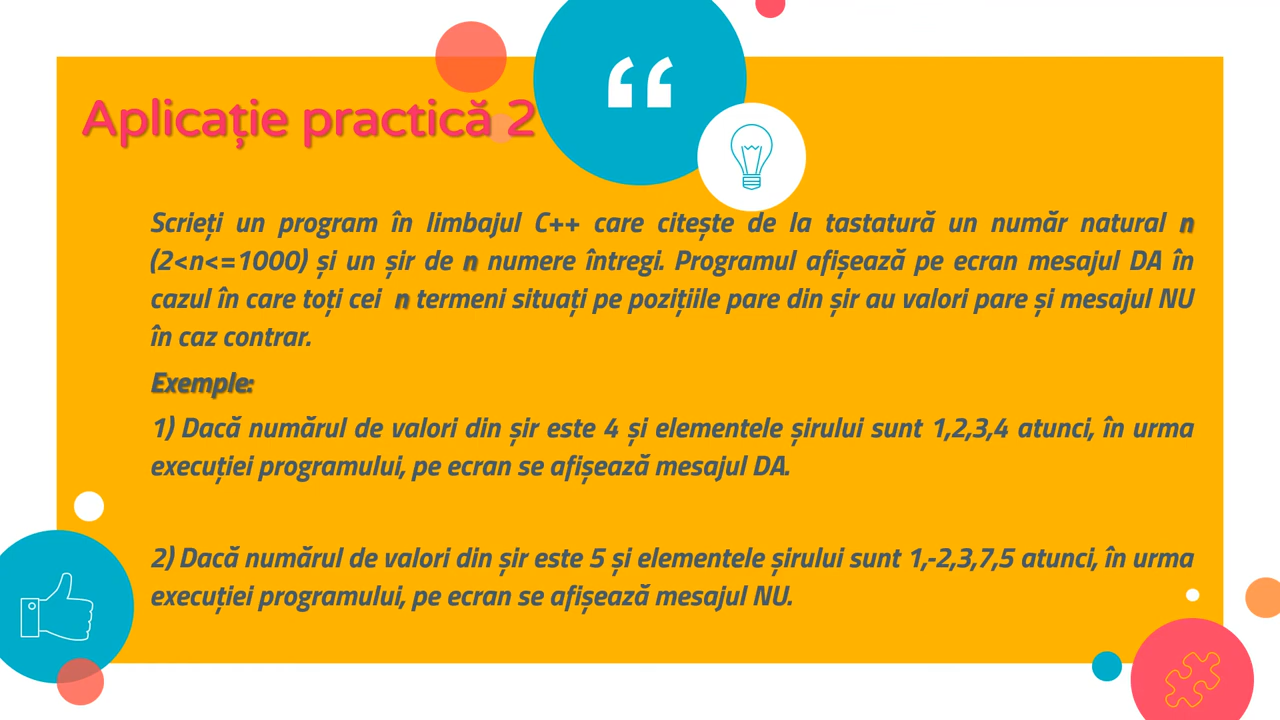 “
Aplicație practică 2
Scrieți un program în limbajul C++ care citește de la tastatură un număr natural n
(2<n<=1000) și un șir de n numere întregi. Programul afișează pe ecran mesajul DA în
cazul în care toți cei n termeni situați pe pozițiile pare din șir au valori pare și mesajul NU
în caz contrar.
Exemple:
1) Dacă numărul de valori din șir este 4 și elementele șirului sunt 1,2,3,4 atunci, în urma
execuției programului, pe ecran se afișează mesajul DA.
2) Dacă numărul de valori din șir este 5 și elementele șirului sunt 1,-2,3,7,5 atunci, în urma
execuției programului, pe ecran se afișează mesajul NU.